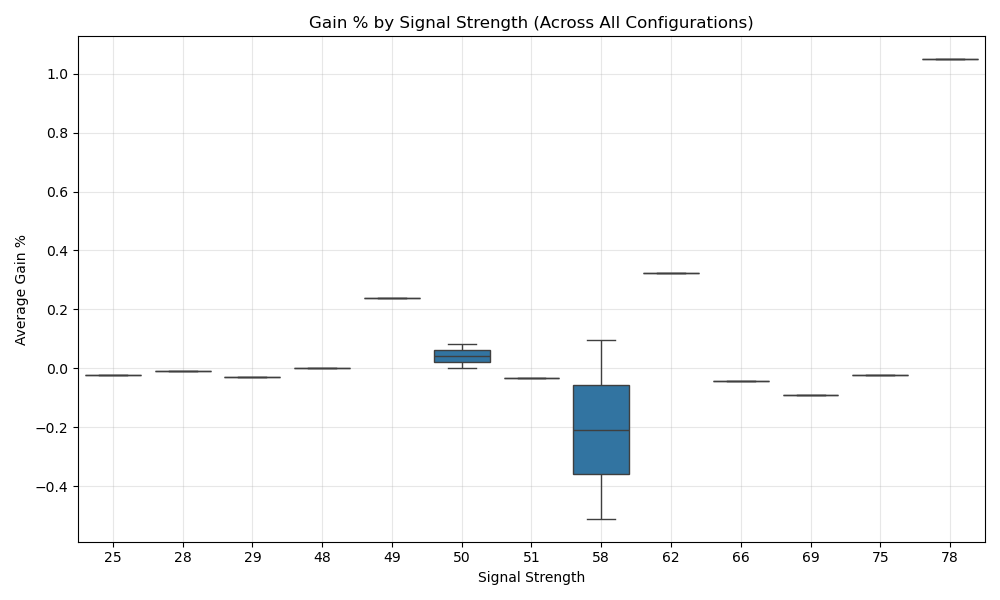 Gain % by Signal Strength (Across All Configurations)
Average Gain %
1.0
0.8
0.6
0.4
0.2
0.0
−0.2
−0.4
25 28 29 48 49 50 51 58 62 66 69 75 78
Signal Strength